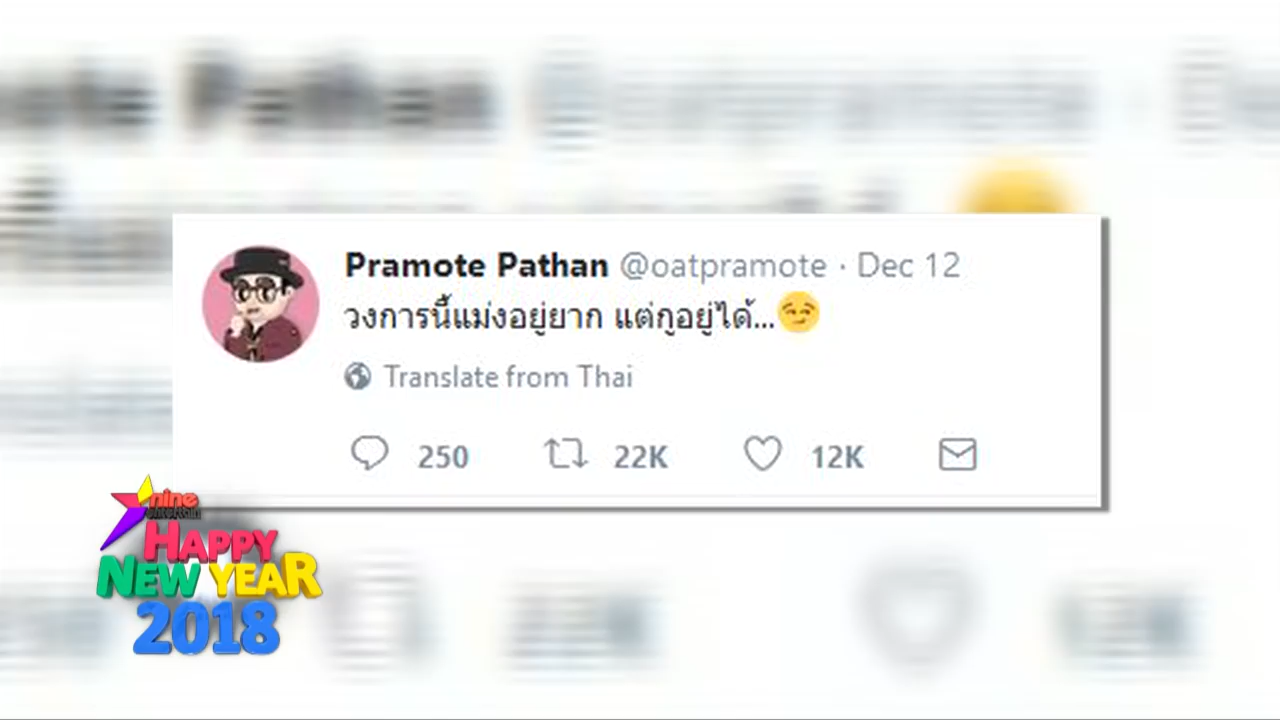 Pramote Pathan @oatpramote · Dec 12
วงการนี้แม่งอยู่ยาก แต่กูอยู่ได้...😏
Translate from Thai
250 22K 12K
nine
entertain
HAPPY
NEW YEAR
2018